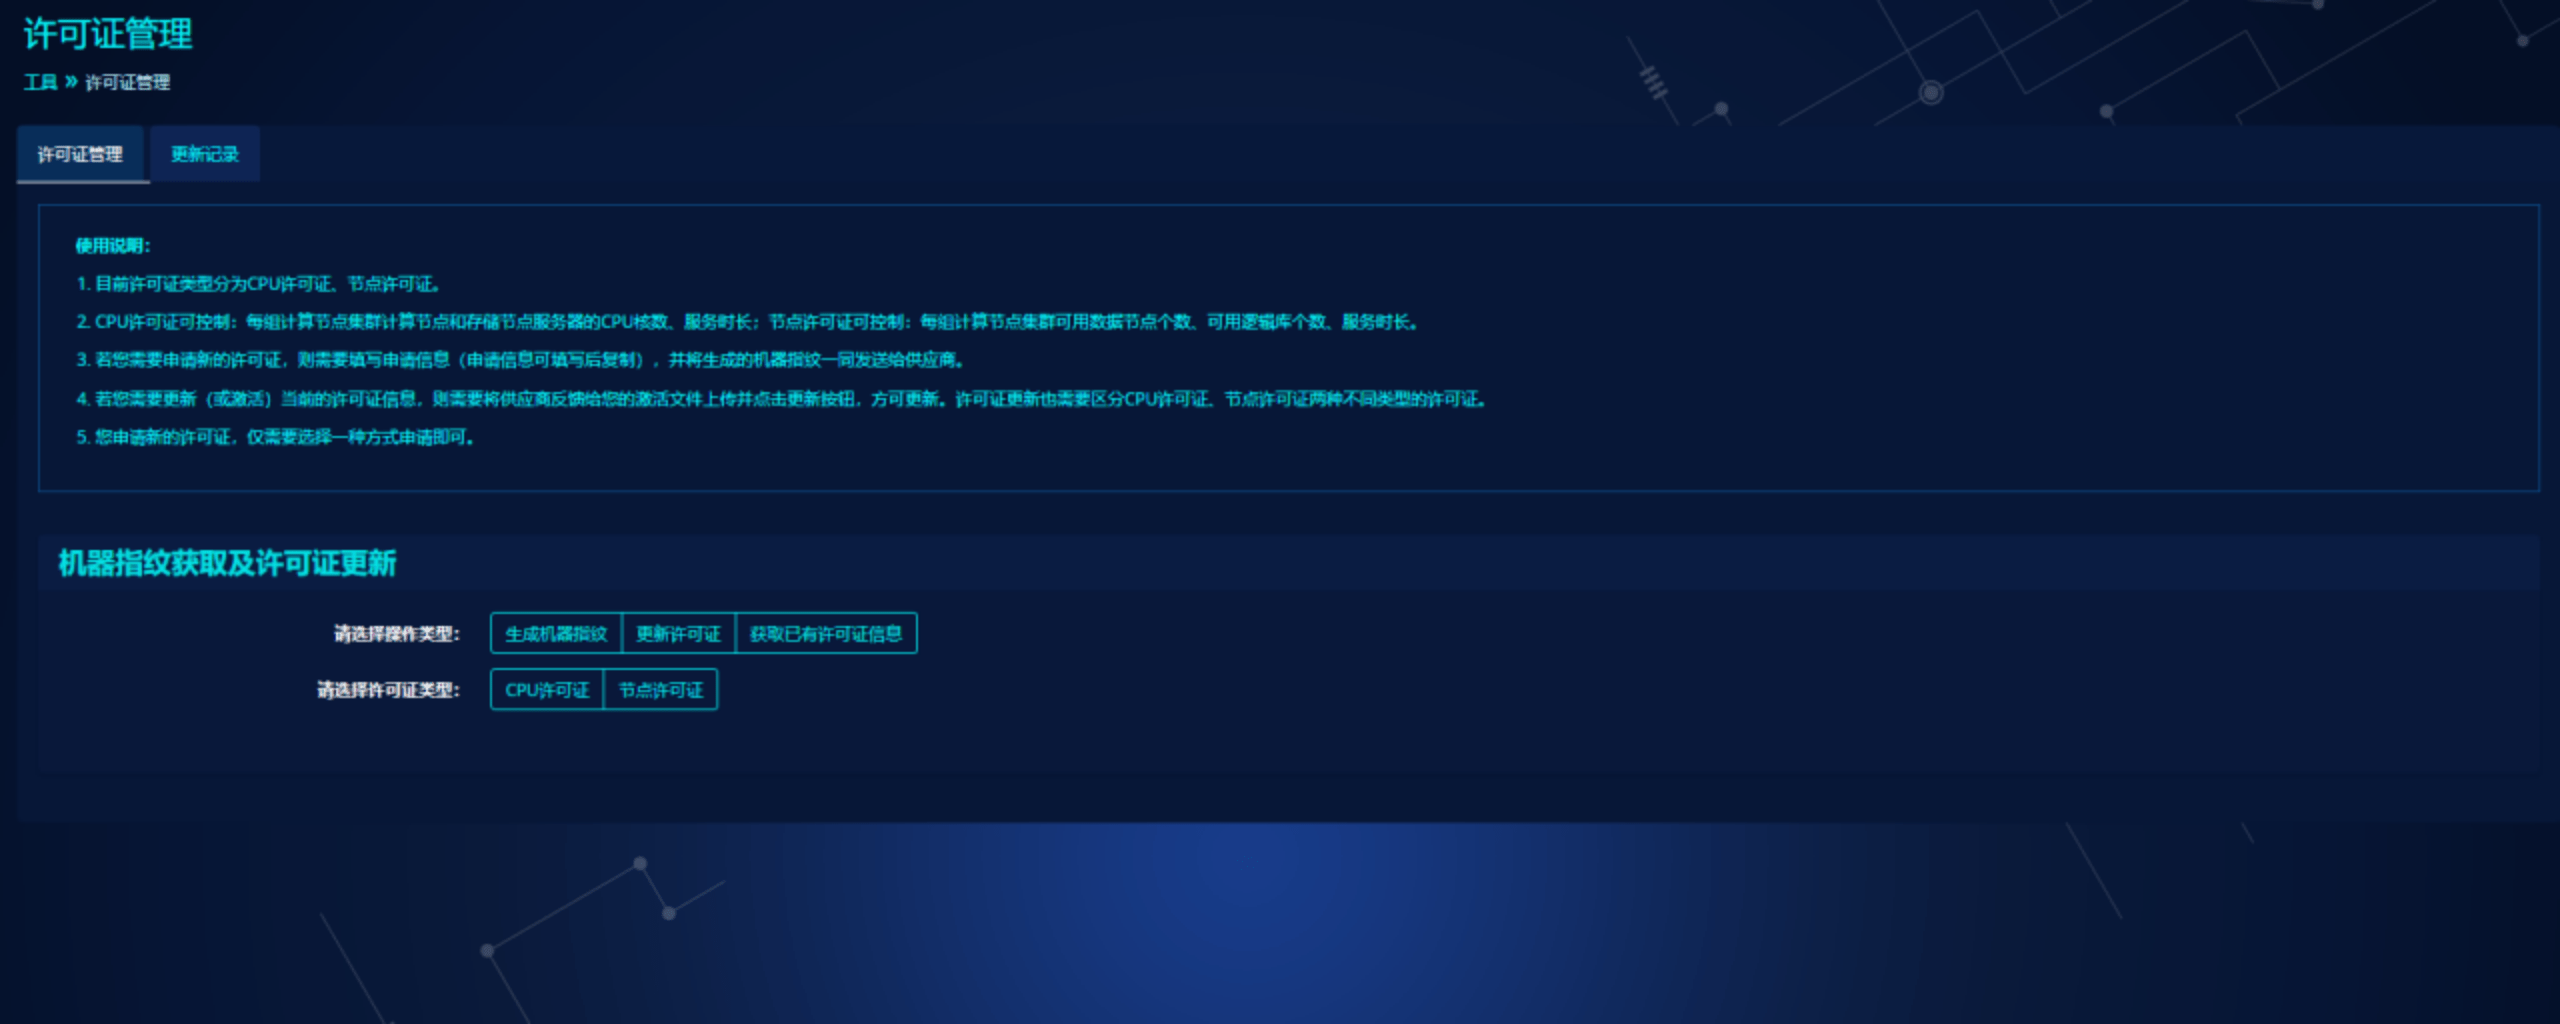 许可证管理
工具 » 许可证管理
许可证管理 更新记录
使用说明：
1. 目前许可证类型分为CPU许可证、节点许可证。
2. CPU许可证可控制：每组计算节点集群计算节点和存储节点服务器的CPU核数、服务时长；节点许可证可控制：每组计算节点集群可用数据节点个数、可用逻辑库个数、服务时长。
3. 若您需要申请新的许可证，则需要填写申请信息（申请信息可填写后复制），并将生成的机器指纹一同发送给供应商。
4. 若您需要更新（或激活）当前的许可证信息，则需要将供应商反馈给您的激活文件上传并点击更新按钮，方可更新。许可证更新也需要区分CPU许可证、节点许可证两种不同类型的许可证。
5. 您申请新的许可证，仅需要选择一种方式申请即可。
机器指纹获取及许可证更新
请选择操作类型： 生成机器指纹 更新许可证 获取已有许可证信息
请选择许可证类型： CPU许可证 节点许可证